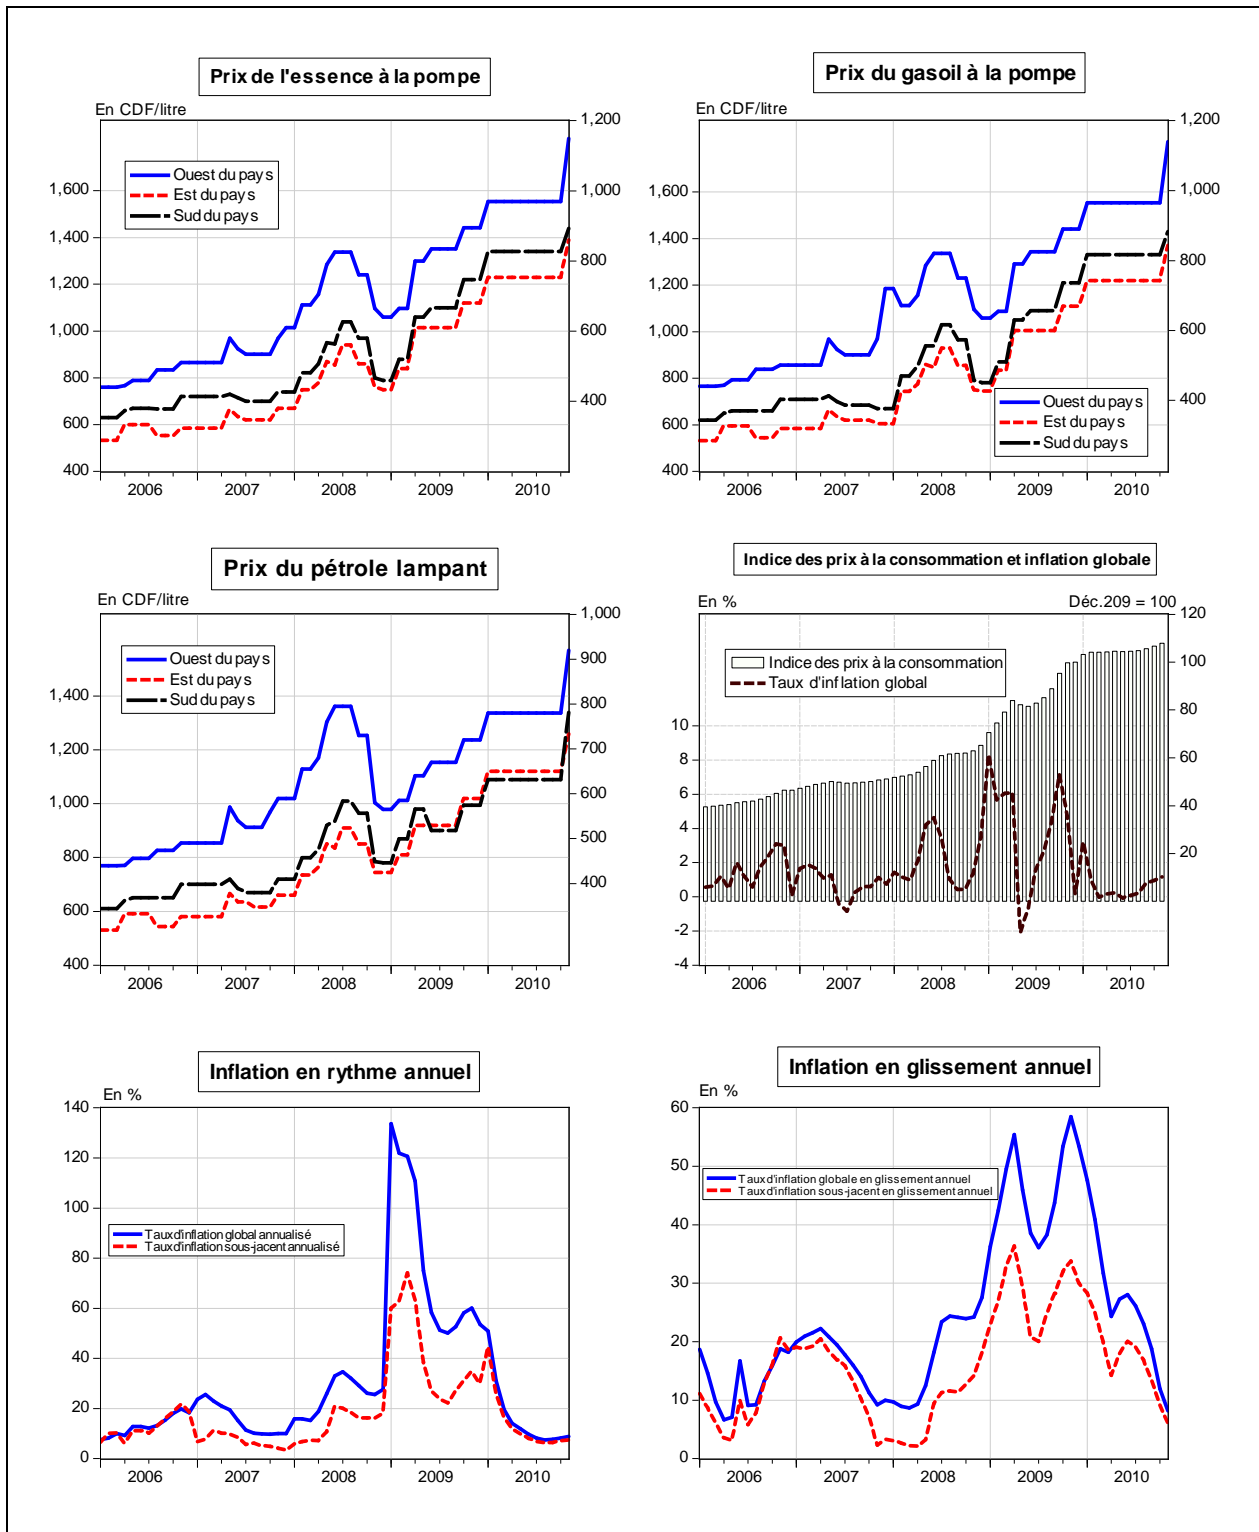 Prix de l'essence à la pompe
En CDF/litre
1,200
1,000
800
600
400
1,600
1,400
1,200
1,000
800
600
400
Ouest du pays
Est du pays
Sud du pays
2006 2007 2008 2009 2010
Prix du gasoil à la pompe
En CDF/litre
1,200
1,000
800
600
400
1,600
1,400
1,200
1,000
800
600
400
Ouest du pays
Est du pays
Sud du pays
2006 2007 2008 2009 2010
Prix du pétrole lampant
En CDF/litre
1,000
900
800
700
600
500
400
1,400
1,200
1,000
800
600
400
Ouest du pays
Est du pays
Sud du pays
2006 2007 2008 2009 2010
Indice des prix à la consommation et inflation globale
En % Déc.209 = 100
120
100
80
60
40
20
10
8
6
4
2
0
-2
-4
Indice des prix à la consommation
Taux d'inflation global
2006 2007 2008 2009 2010
Inflation en rythme annuel
En %
140
120
100
80
60
40
20
0
Taux d'inflation global annualisé
Taux d'inflation sous-jacent annualisé
2006 2007 2008 2009 2010
Inflation en glissement annuel
En %
60
50
40
30
20
10
0
Taux d'inflation globale en glissement annuel
Taux d'inflation sous-jacent en glissement annuel
2006 2007 2008 2009 2010